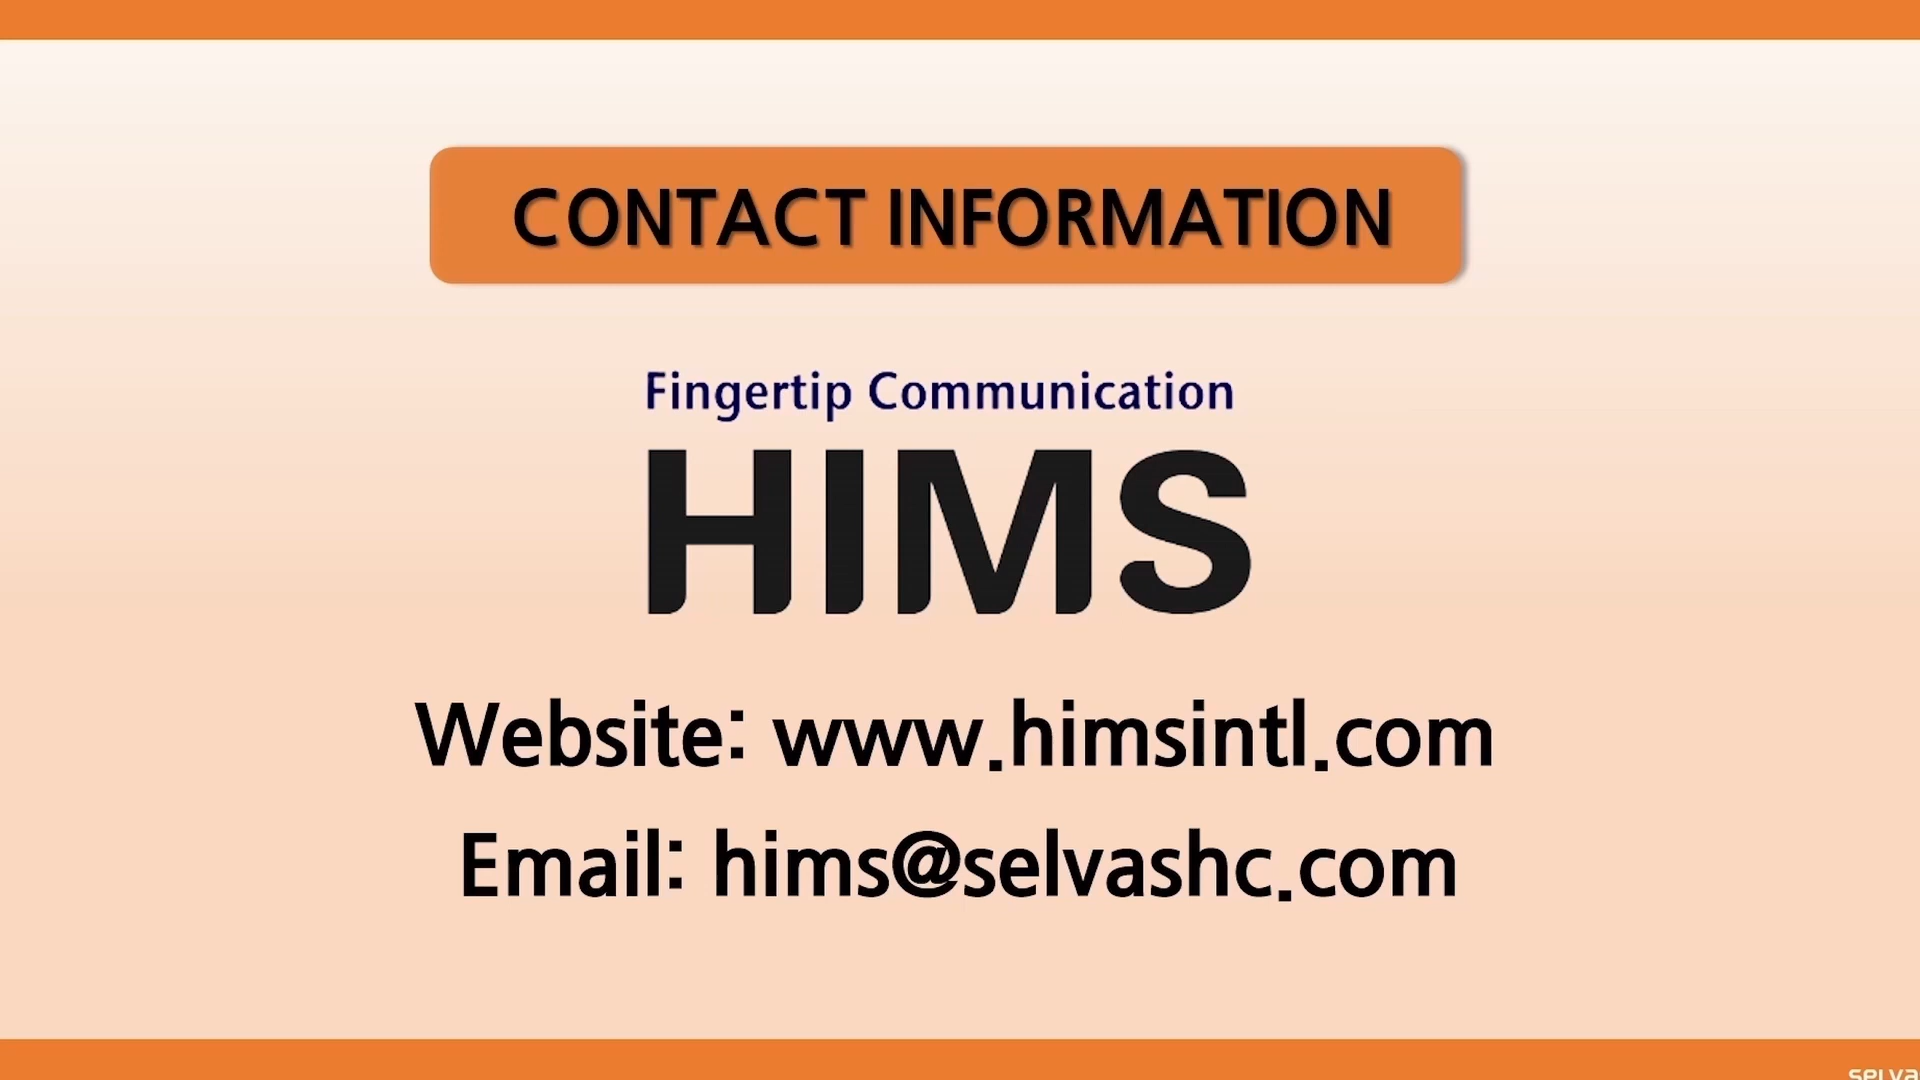 CONTACT INFORMATION
Fingertip Communication
HIMS
Website: www.himsintl.com
Email: hims@selvashc.com